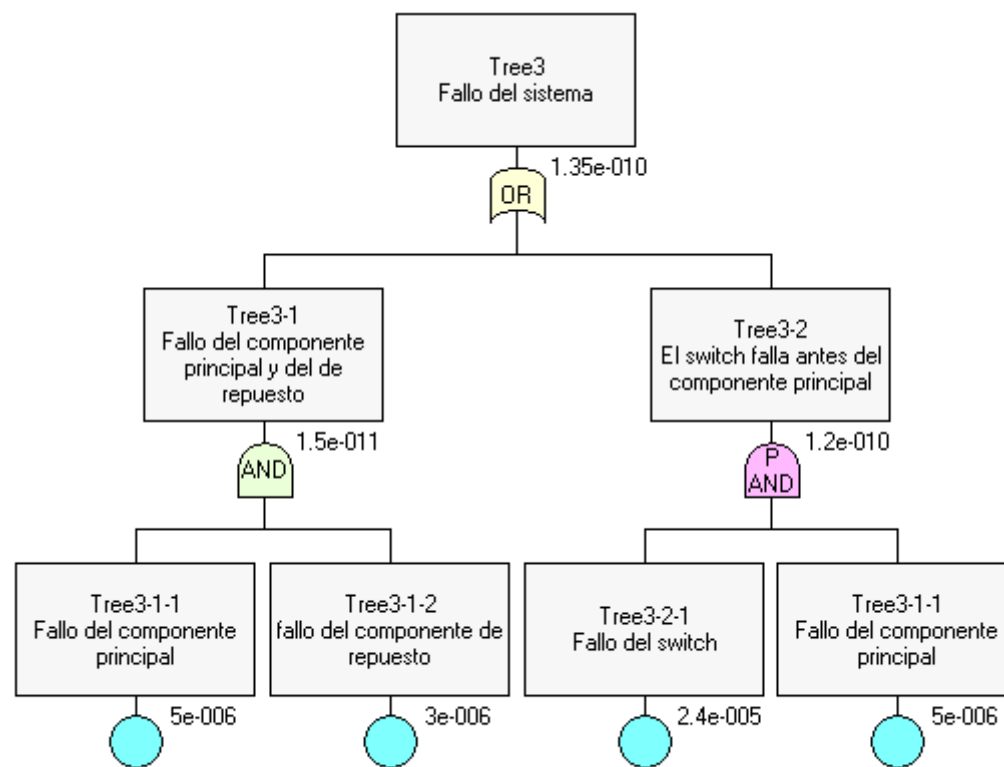 Tree3
Fallo del sistema
1.35e-010
OR
Tree3-1
Fallo del componente
principal y del de
repuesto
1.5e-011
AND
Tree3-2
El switch falla antes del
componente principal
1.2e-010
P
AND
Tree3-1-1
Fallo del componente
principal
5e-006
Tree3-1-2
fallo del componente de
repuesto
3e-006
Tree3-2-1
Fallo del switch
2.4e-005
Tree3-1-1
Fallo del componente
principal
5e-006